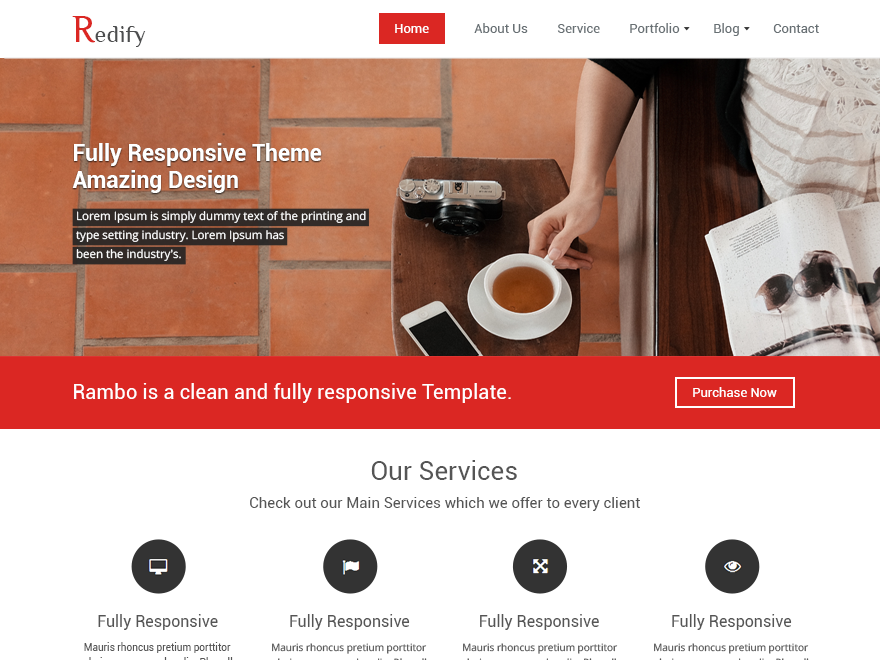 Redify
Home
About Us
Service
Portfolio
Blog
Contact
Fully Responsive Theme
Amazing Design
Lorem Ipsum is simply dummy text of the printing and
type setting industry. Lorem Ipsum has
been the industry's.
Rambo is a clean and fully responsive Template.
Purchase Now
Our Services
Check out our Main Services which we offer to every client
Fully Responsive
Fully Responsive
Fully Responsive
Fully Responsive
Mauris rhoncus pretium porttitor
Mauris rhoncus pretium porttitor
Mauris rhoncus pretium porttitor
Mauris rhoncus pretium porttitor